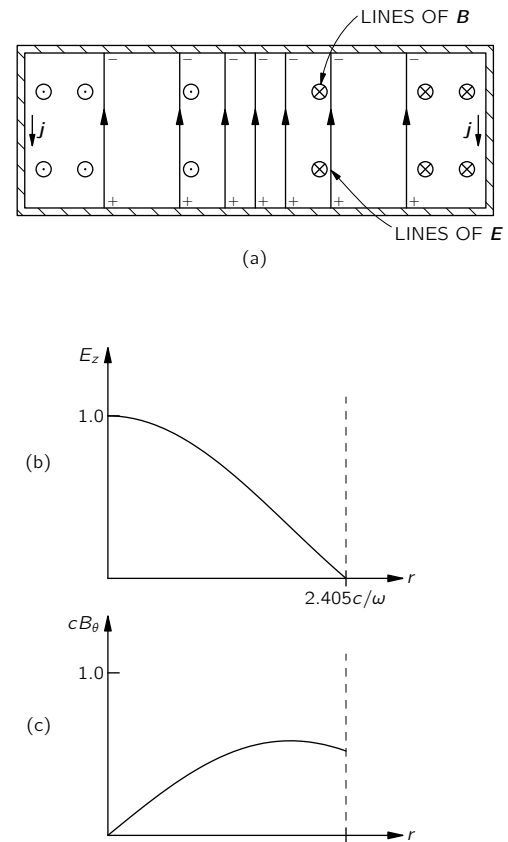 LINES OF B
− − − − − − −
j j
+ + + + + + +
LINES OF E
(a)
E_z
1.0
(b)
r
2.405c/ω
cB_θ
1.0
(c)
r